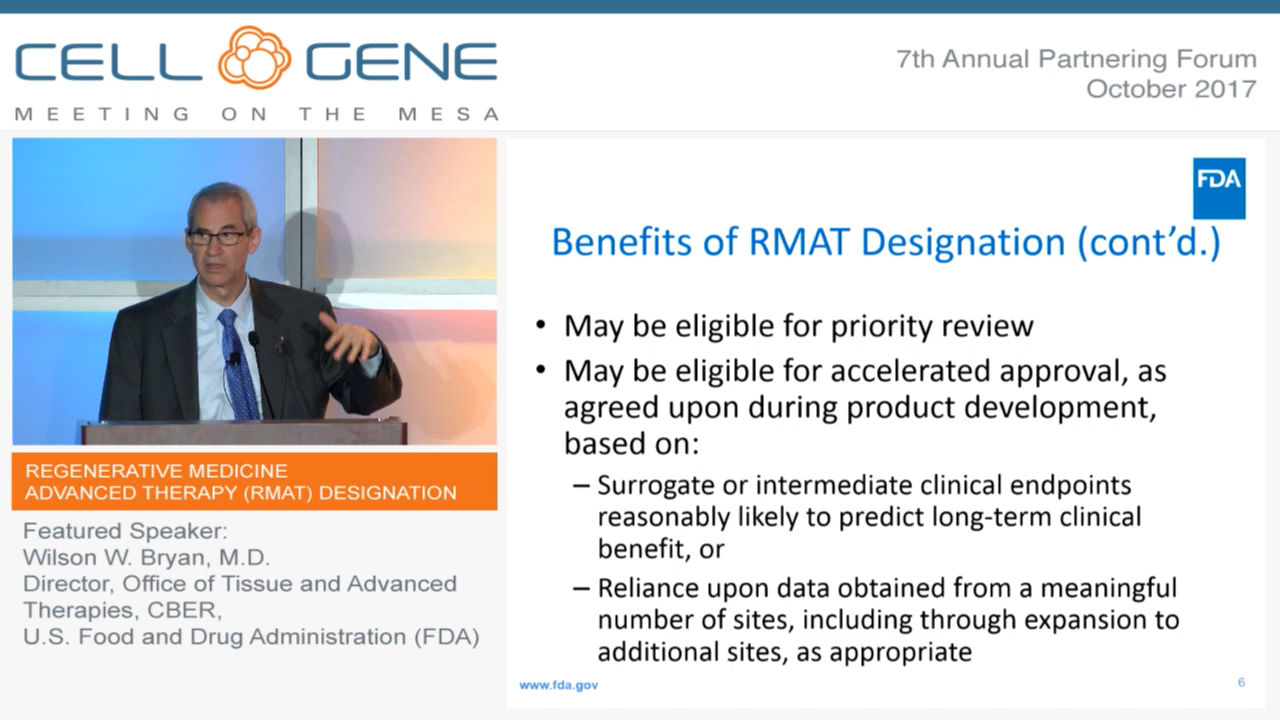 CELL GENE
MEETING ON THE MESA
7th Annual Partnering Forum
October 2017
REGENERATIVE MEDICINE
ADVANCED THERAPY (RMAT) DESIGNATION
Featured Speaker:
Wilson W. Bryan, M.D.
Director, Office of Tissue and Advanced
Therapies, CBER,
U.S. Food and Drug Administration (FDA)
FDA
Benefits of RMAT Designation (cont’d.)
• May be eligible for priority review
• May be eligible for accelerated approval, as
agreed upon during product development,
based on:
– Surrogate or intermediate clinical endpoints
reasonably likely to predict long-term clinical
benefit, or
– Reliance upon data obtained from a meaningful
number of sites, including through expansion to
additional sites, as appropriate
www.fda.gov
6